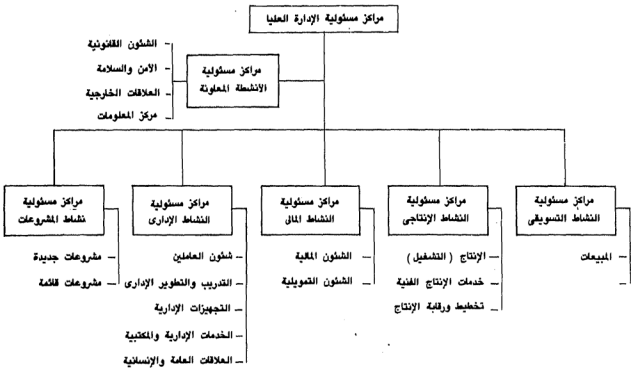 مراكز مسئولية الإدارة العليا
مراكز مسئولية
الأنشطة المعاونة
الشئون القانونية –
الأمن والسلامة –
العلاقات الخارجية –
مركز المعلومات –
مراكز مسئولية
النشاط التسويقى
– المبيعات
–
مراكز مسئولية
النشاط الإنتاجى
– الإنتاج ( التشغيل )
– خدمات الإنتاج الفنية
– تخطيط ورقابة الإنتاج
مراكز مسئولية
النشاط المالى
– الشئون المالية
– الشئون التمويلية
مراكز مسئولية
النشاط الإدارى
– شئون العاملين
– التدريب والتطوير الإدارى
– التجهيزات الإدارية
– الخدمات الإدارية والمكتبية
– العلاقات العامة والإنسانية
مراكز مسئولية
نشاط المشروعات
– مشروعات جديدة
– مشروعات قائمة